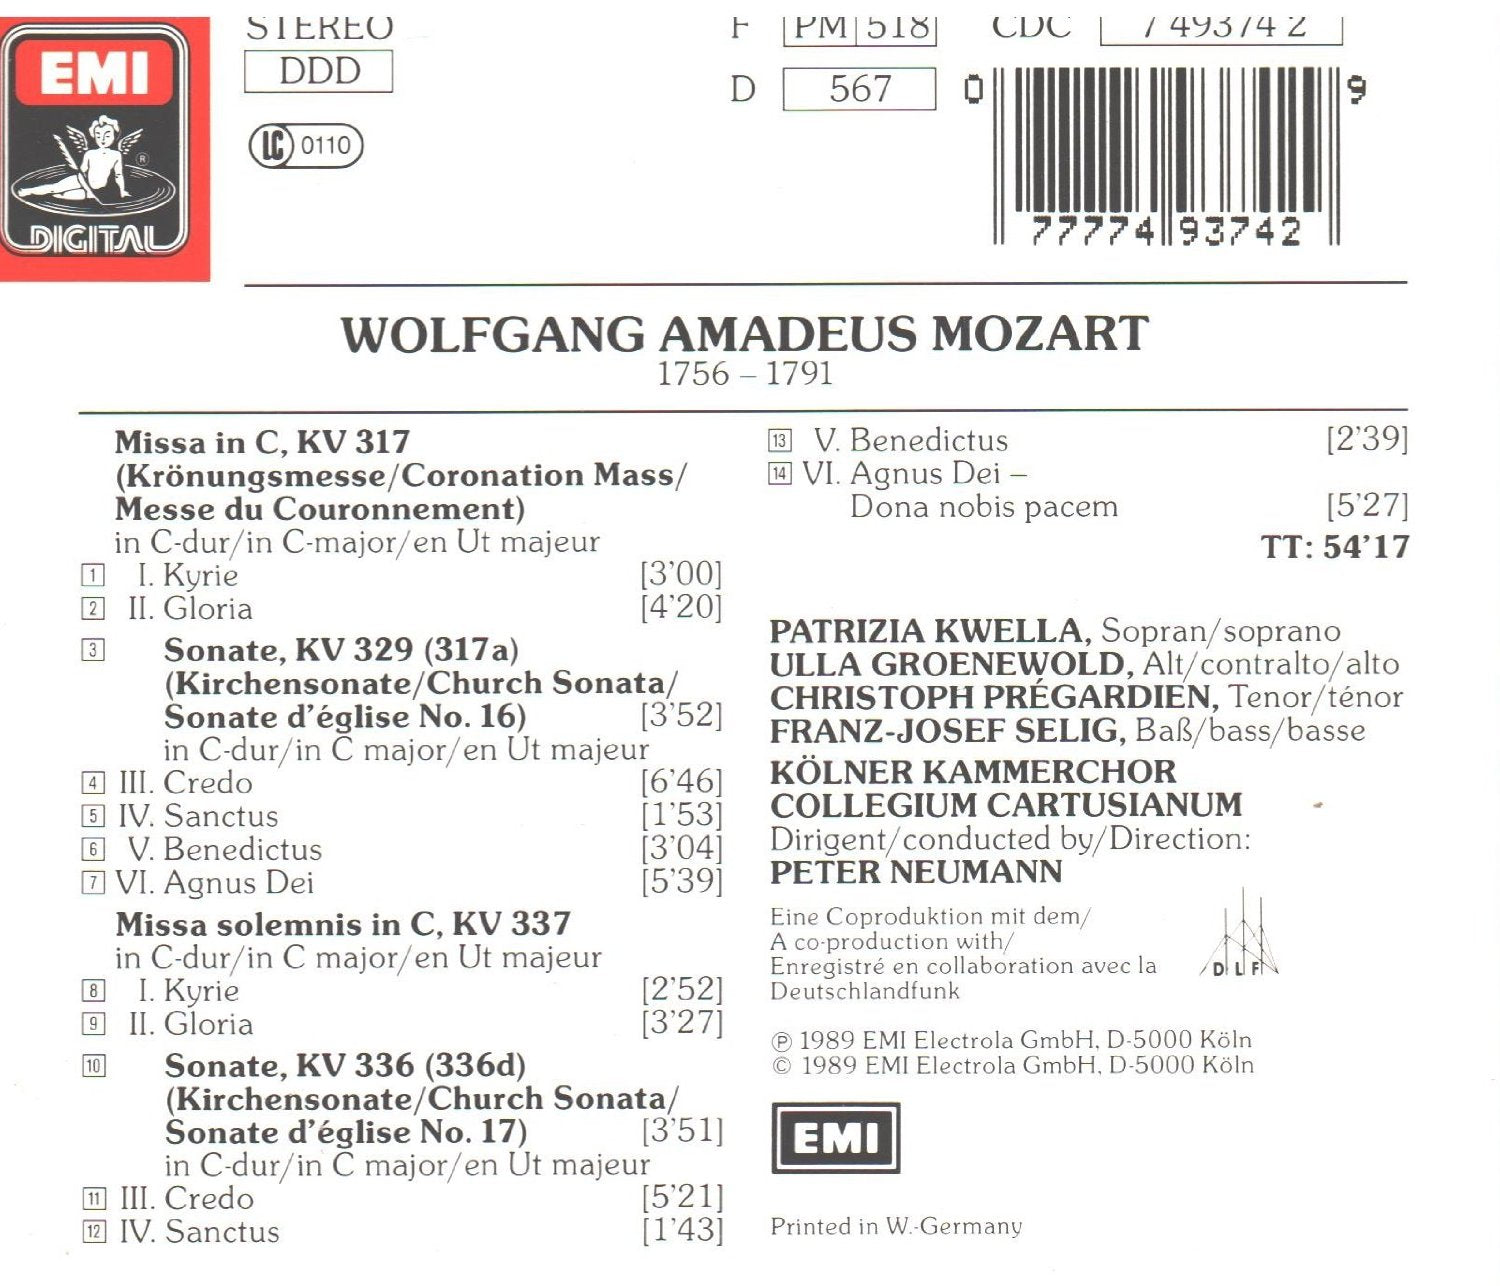 EMI
DIGITAL
®
STEREO
DDD
LC 0110
F PM 518
D 567
CDC 7 49374 2
0 77774 93742 9
WOLFGANG AMADEUS MOZART
1756 – 1791
Missa in C, KV 317
(Krönungsmesse/Coronation Mass/
Messe du Couronnement)
in C-dur/in C-major/en Ut majeur
1 I. Kyrie [3'00]
2 II. Gloria [4'20]
3 Sonate, KV 329 (317a)
(Kirchensonate/Church Sonata/
Sonate d'église No. 16) [3'52]
in C-dur/in C major/en Ut majeur
4 III. Credo [6'46]
5 IV. Sanctus [1'53]
6 V. Benedictus [3'04]
7 VI. Agnus Dei [5'39]
Missa solemnis in C, KV 337
in C-dur/in C major/en Ut majeur
8 I. Kyrie [2'52]
9 II. Gloria [3'27]
10 Sonate, KV 336 (336d)
(Kirchensonate/Church Sonata/
Sonate d'église No. 17) [3'51]
in C-dur/in C major/en Ut majeur
11 III. Credo [5'21]
12 IV. Sanctus [1'43]
13 V. Benedictus [2'39]
14 VI. Agnus Dei –
Dona nobis pacem [5'27]
TT: 54'17
PATRIZIA KWELLA, Sopran/soprano
ULLA GROENEWOLD, Alt/contralto/alto
CHRISTOPH PRÉGARDIEN, Tenor/ténor
FRANZ-JOSEF SELIG, Baß/bass/basse
KÖLNER KAMMERCHOR
COLLEGIUM CARTUSIANUM
Dirigent/conducted by/Direction:
PETER NEUMANN
Eine Coproduktion mit dem/
A co-production with/
Enregistré en collaboration avec la
Deutschlandfunk
DLF
℗ 1989 EMI Electrola GmbH, D-5000 Köln
© 1989 EMI Electrola GmbH, D-5000 Köln
EMI
Printed in W.-Germany